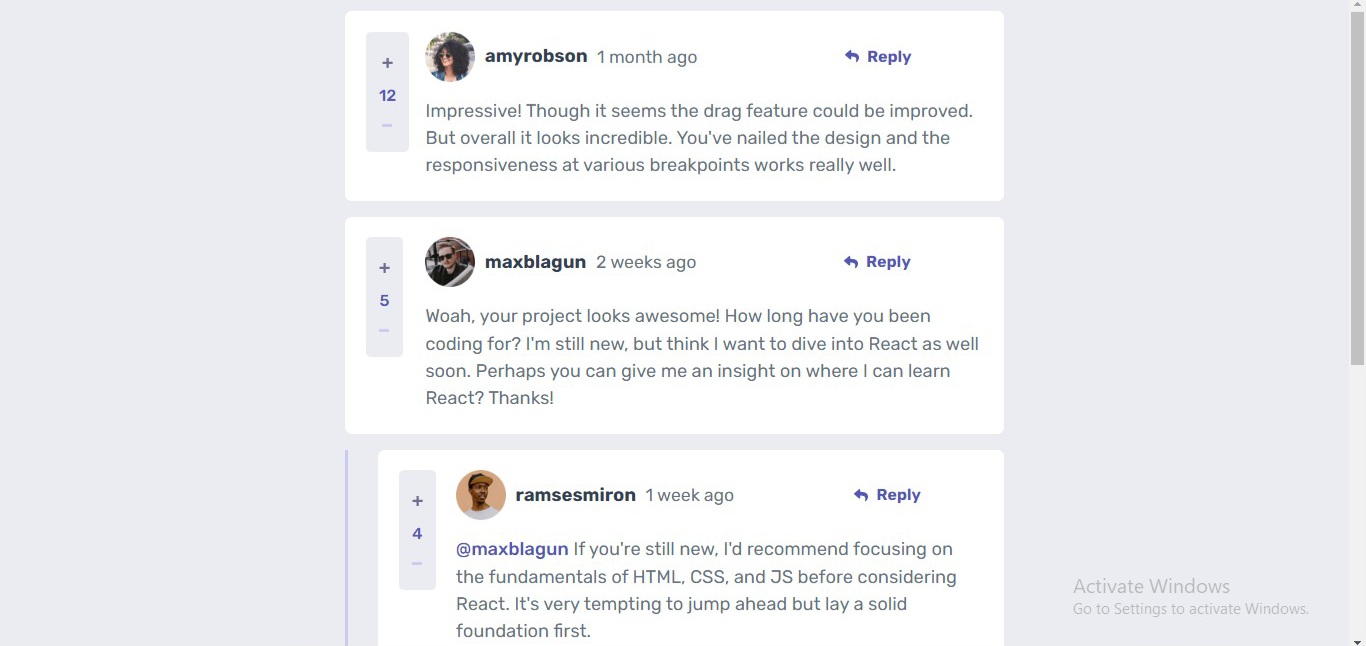 +
12
−
amyrobson 1 month ago Reply
Impressive! Though it seems the drag feature could be improved.
But overall it looks incredible. You've nailed the design and the
responsiveness at various breakpoints works really well.
+
5
−
maxblagun 2 weeks ago Reply
Woah, your project looks awesome! How long have you been
coding for? I'm still new, but think I want to dive into React as well
soon. Perhaps you can give me an insight on where I can learn
React? Thanks!
+
4
−
ramsesmiron 1 week ago Reply
@maxblagun If you're still new, I'd recommend focusing on
the fundamentals of HTML, CSS, and JS before considering
React. It's very tempting to jump ahead but lay a solid
foundation first.
Activate Windows
Go to Settings to activate Windows.